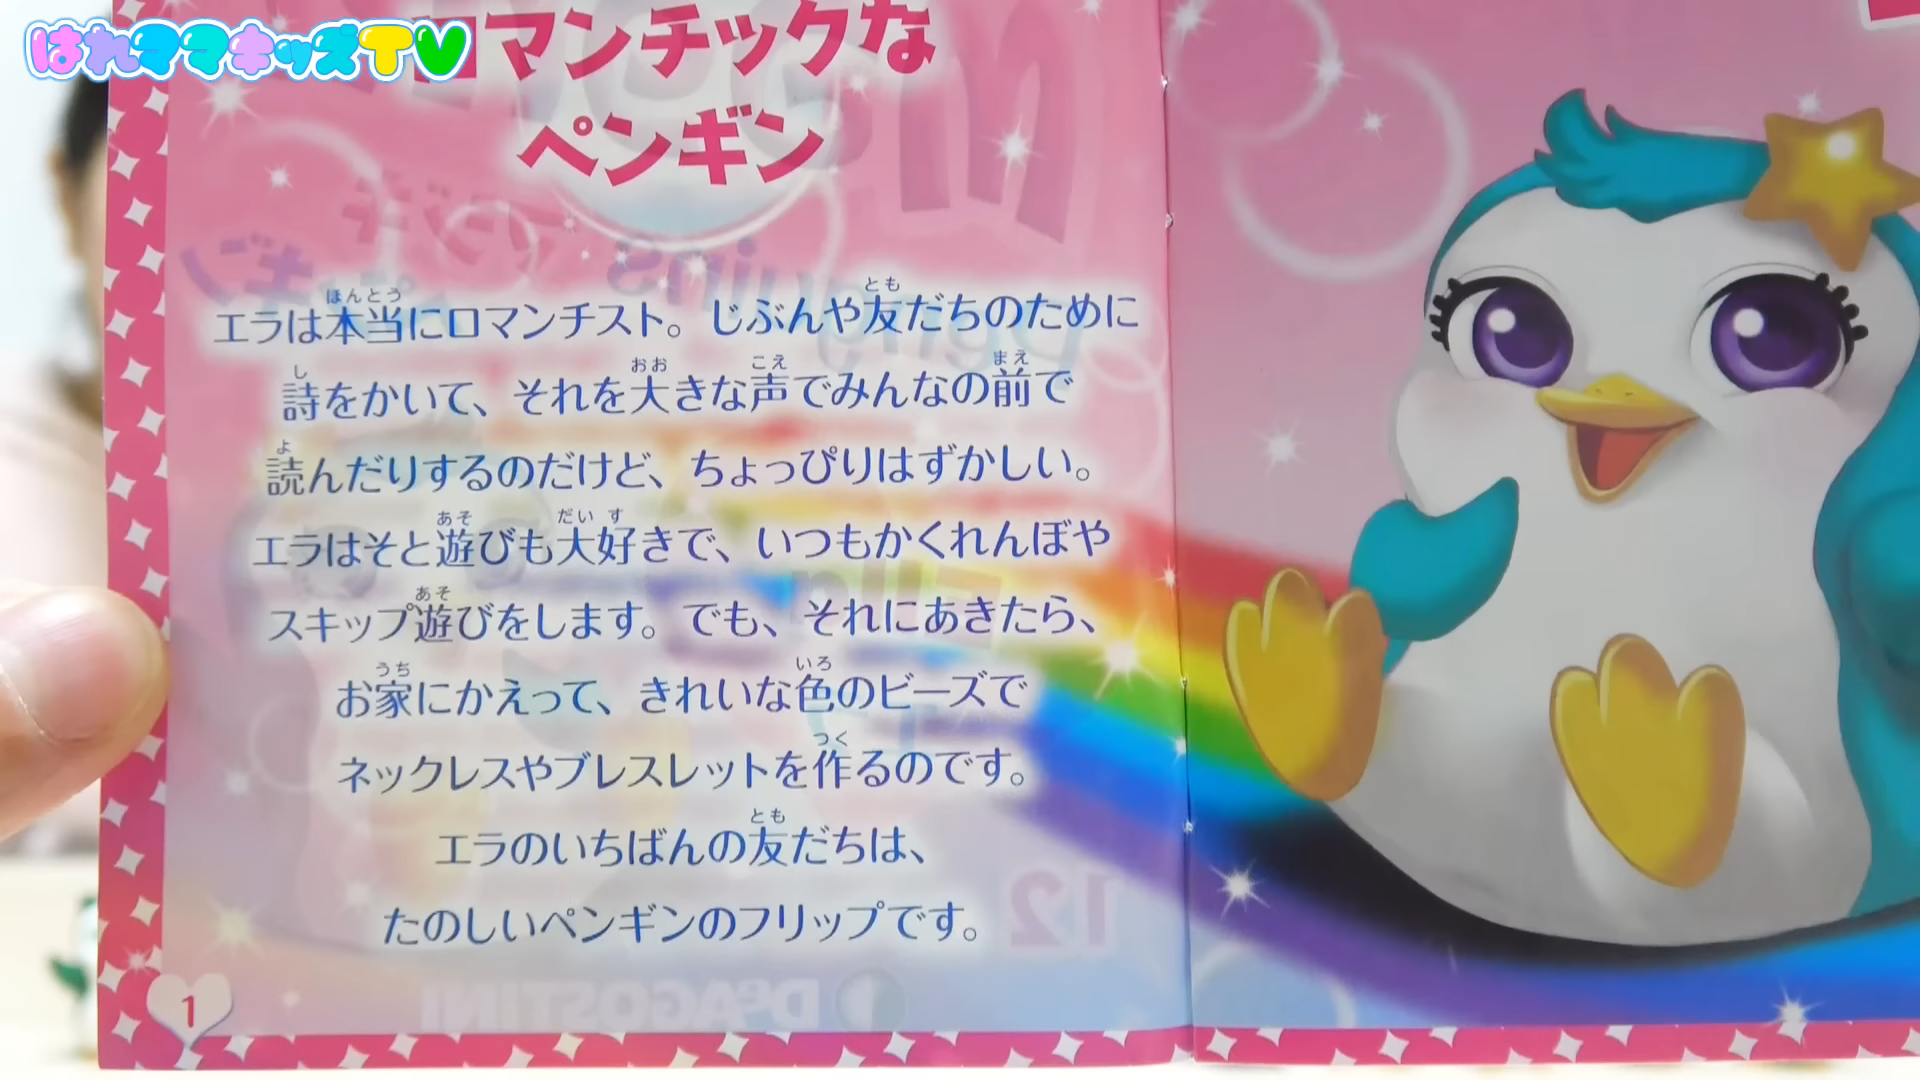 はれママキッズTV
ロマンチックな
ペンギン
エラは本当にロマンチスト。じぶんや友だちのために
詩をかいて、それを大きな声でみんなの前で
読んだりするのだけど、ちょっぴりはずかしい。
エラはそと遊びも大好きで、いつもかくれんぼや
スキップ遊びをします。でも、それにあきたら、
お家にかえって、きれいな色のビーズで
ネックレスやブレスレットを作るのです。
エラのいちばんの友だちは、
たのしいペンギンのフリップです。
1